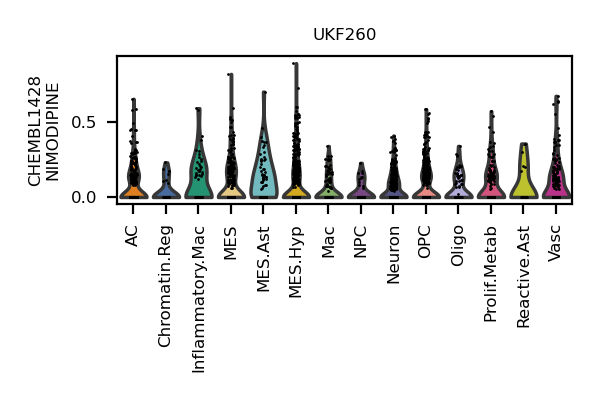 UKF260
CHEMBL1428
NIMODIPINE
0.5
0.0
AC
Chromatin.Reg
Inflammatory.Mac
MES
MES.Ast
MES.Hyp
Mac
NPC
Neuron
OPC
Oligo
Prolif.Metab
Reactive.Ast
Vasc